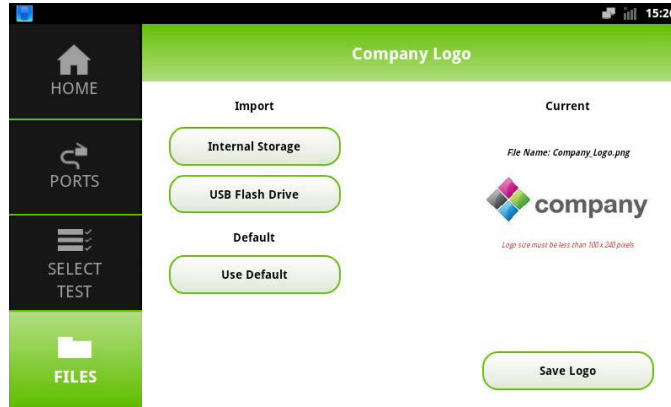 15:26
Company Logo
HOME
PORTS
SELECT
TEST
FILES
Import
Internal Storage
USB Flash Drive
Default
Use Default
Current
File Name: Company_Logo.png
company
Logo size must be less than 100 x 240 pixels
Save Logo